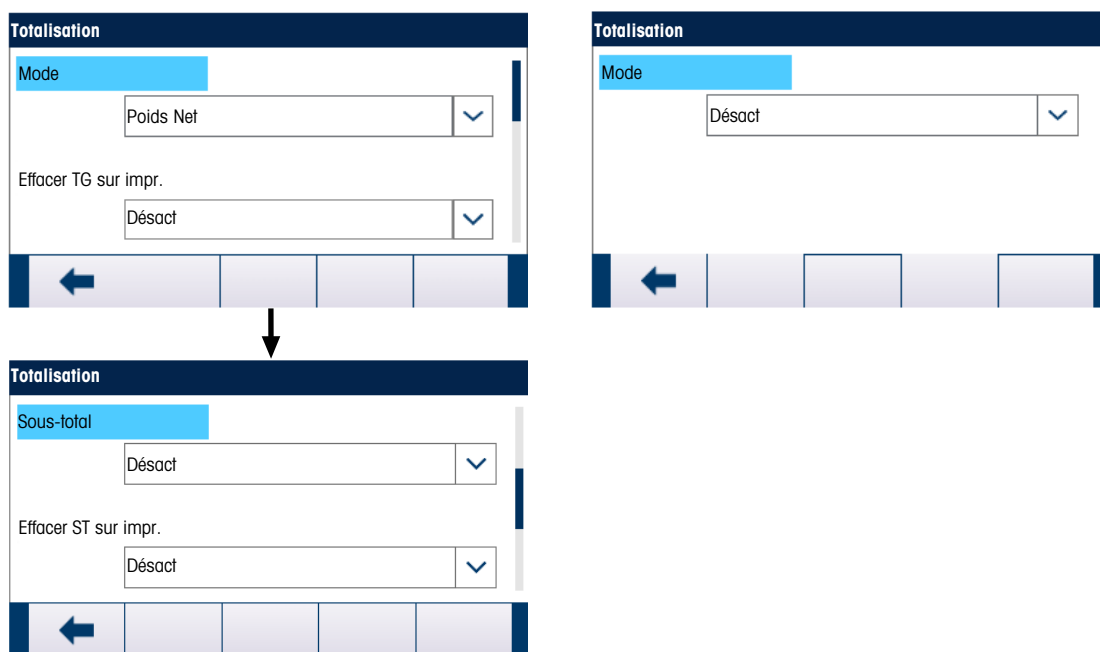 Totalisation
Mode
Poids Net
Effacer TG sur impr.
Désact
Totalisation
Mode
Désact
Totalisation
Sous-total
Désact
Effacer ST sur impr.
Désact